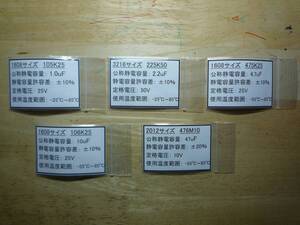 1608サイズ 105K25
公称静電容量: 1.0uF
静電容量許容差: ±10%
定格電圧: 25V
使用温度範囲: -25℃~85℃
3216サイズ 225K50
公称静電容量: 2.2uF
静電容量許容差: ±10%
定格電圧: 50V
使用温度範囲: -25℃~85℃
1608サイズ 475K25
公称静電容量: 4.7uF
静電容量許容差: ±10%
定格電圧: 25V
使用温度範囲:
1608サイズ 106K25
公称静電容量: 10uF
静電容量許容差: ±10%
定格電圧: 25V
使用温度範囲:
2012サイズ 476M10
公称静電容量: 47uF
静電容量許容差: ±20%
定格電圧: 10V
使用温度範囲: